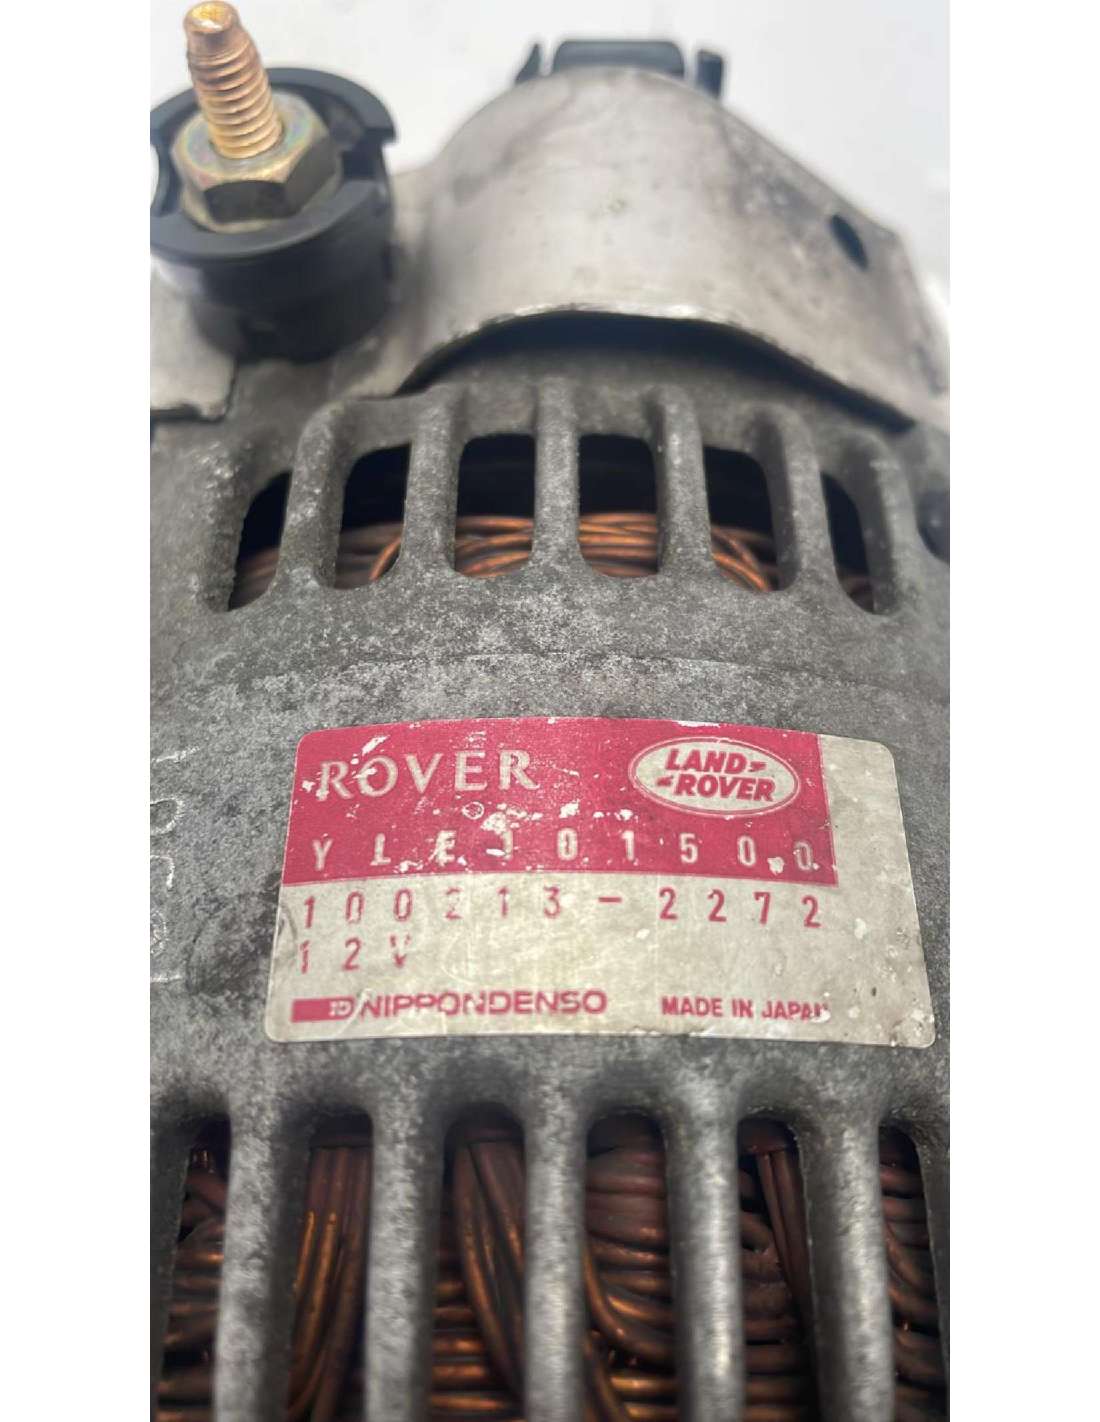 ROVER
LAND-
-ROVER
YLE101500
100213-2272
12V
NIPPONDENSO MADE IN JAPAN